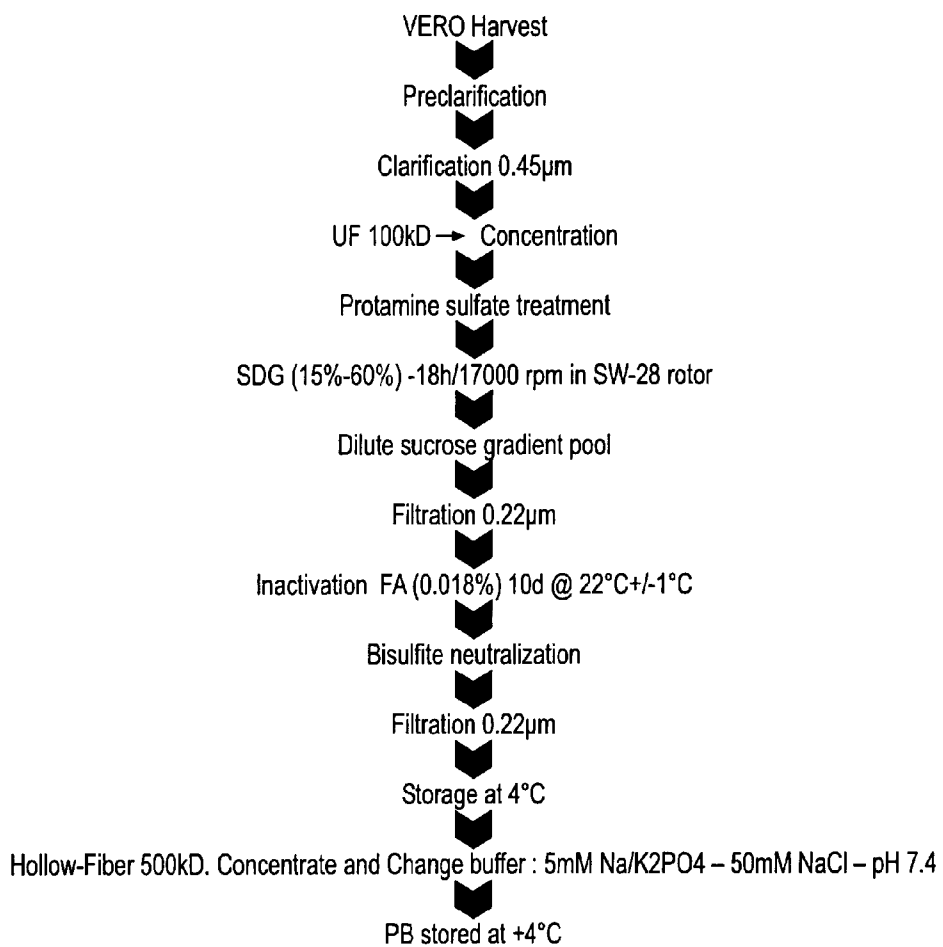 VERO Harvest
Preclarification
Clarification 0.45µm
UF 100kD → Concentration
Protamine sulfate treatment
SDG (15%-60%) -18h/17000 rpm in SW-28 rotor
Dilute sucrose gradient pool
Filtration 0.22µm
Inactivation FA (0.018%) 10d @ 22°C+/-1°C
Bisulfite neutralization
Filtration 0.22µm
Storage at 4°C
Hollow-Fiber 500kD. Concentrate and Change buffer : 5mM Na/K2PO4 – 50mM NaCl – pH 7.4
PB stored at +4°C